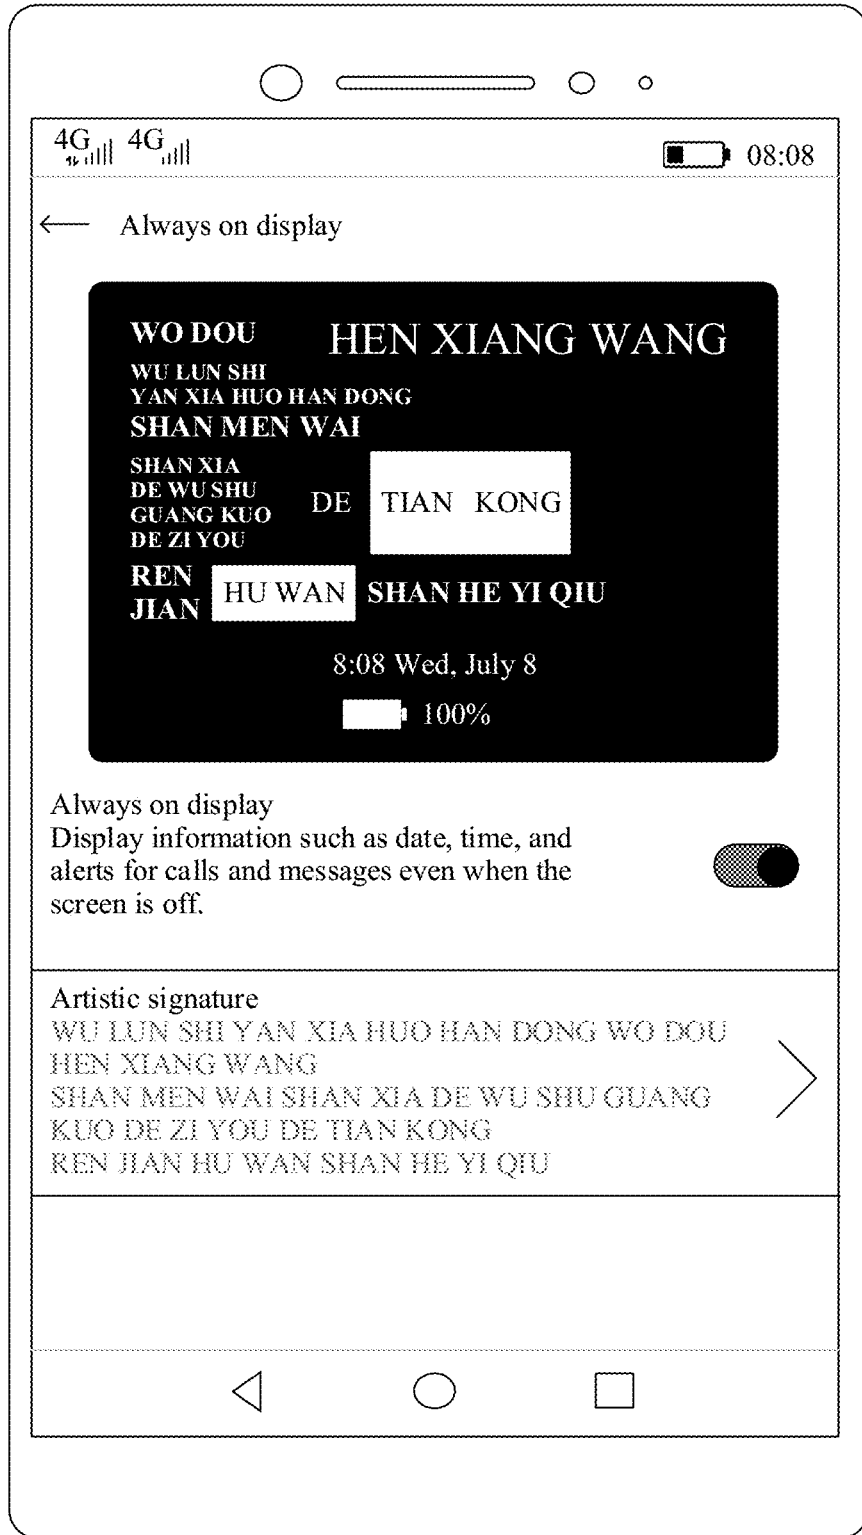 4G 4G 08:08
Always on display
WO DOU HEN XIANG WANG
WU LUN SHI
YAN XIA HUO HAN DONG
SHAN MEN WAI
SHAN XIA
DE WU SHU
GUANG KUO
DE ZI YOU
DE TIAN KONG
REN
JIAN
HU WAN SHAN HE YI QIU
8:08 Wed, July 8
100%
Always on display
Display information such as date, time, and
alerts for calls and messages even when the
screen is off.
Artistic signature
WU LUN SHI YAN XIA HUO HAN DONG WO DOU
HEN XIANG WANG
SHAN MEN WAI SHAN XIA DE WU SHU GUANG
KUO DE ZI YOU DE TIAN KONG
REN JIAN HU WAN SHAN HE YI QIU